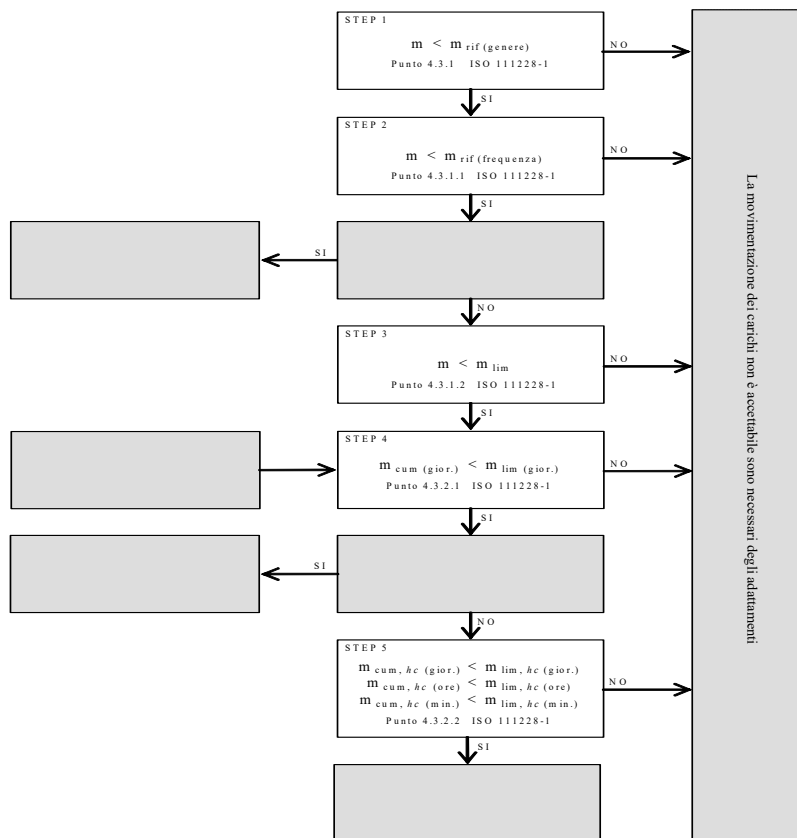 STEP 1
m < m rif (genere)
Punto 4.3.1 ISO 111228-1
NO
SI
STEP 2
m < m rif (frequenza)
Punto 4.3.1.1 ISO 111228-1
NO
SI
SI
NO
STEP 3
m < m lim
Punto 4.3.1.2 ISO 111228-1
NO
SI
STEP 4
m cum (gior.) < m lim (gior.)
Punto 4.3.2.1 ISO 111228-1
NO
SI
SI
NO
STEP 5
m cum, hc (gior.) < m lim, hc (gior.)
m cum, hc (ore) < m lim, hc (ore)
m cum, hc (min.) < m lim, hc (min.)
Punto 4.3.2.2 ISO 111228-1
NO
SI
La movimentazione dei carichi non è accettabile sono necessari degli adattamenti